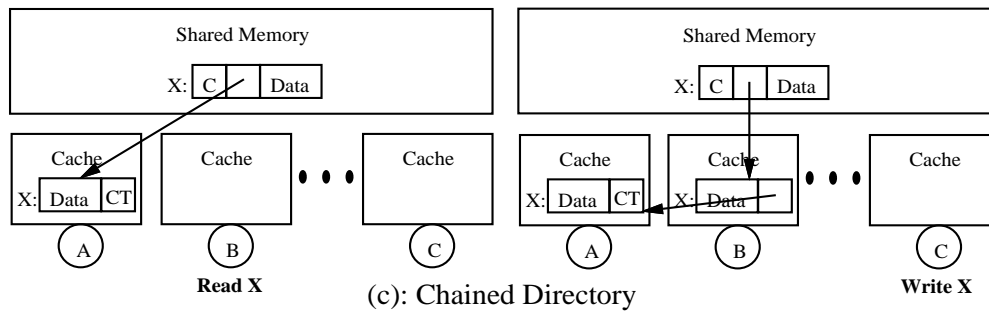 Shared Memory
X: C Data
Cache Cache Cache
X: Data CT
A B C
Read X
Shared Memory
X: C Data
Cache Cache Cache
X: Data CT X: Data
A B C
Write X
(c): Chained Directory